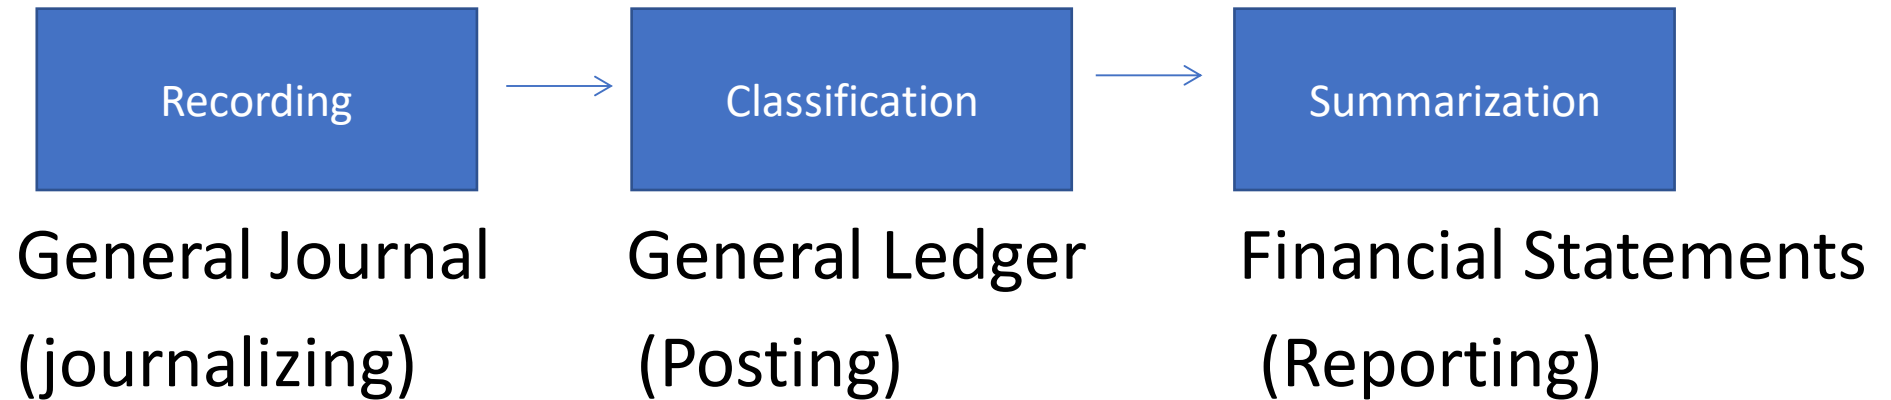 Recording
Classification
Summarization
General Journal
General Ledger
Financial Statements
(journalizing)
(Posting)
(Reporting)